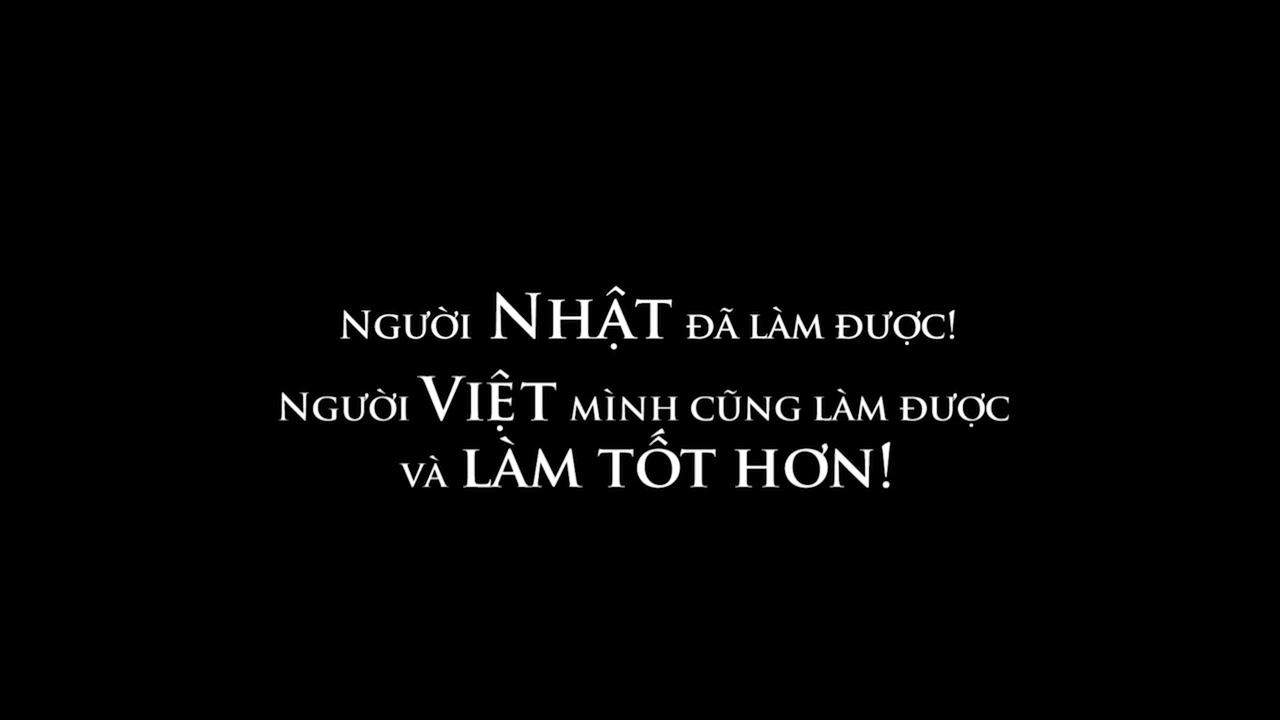 NGƯỜI NHẬT ĐÃ LÀM ĐƯỢC!
NGƯỜI VIỆT MÌNH CŨNG LÀM ĐƯỢC
VÀ LÀM TỐT HƠN!